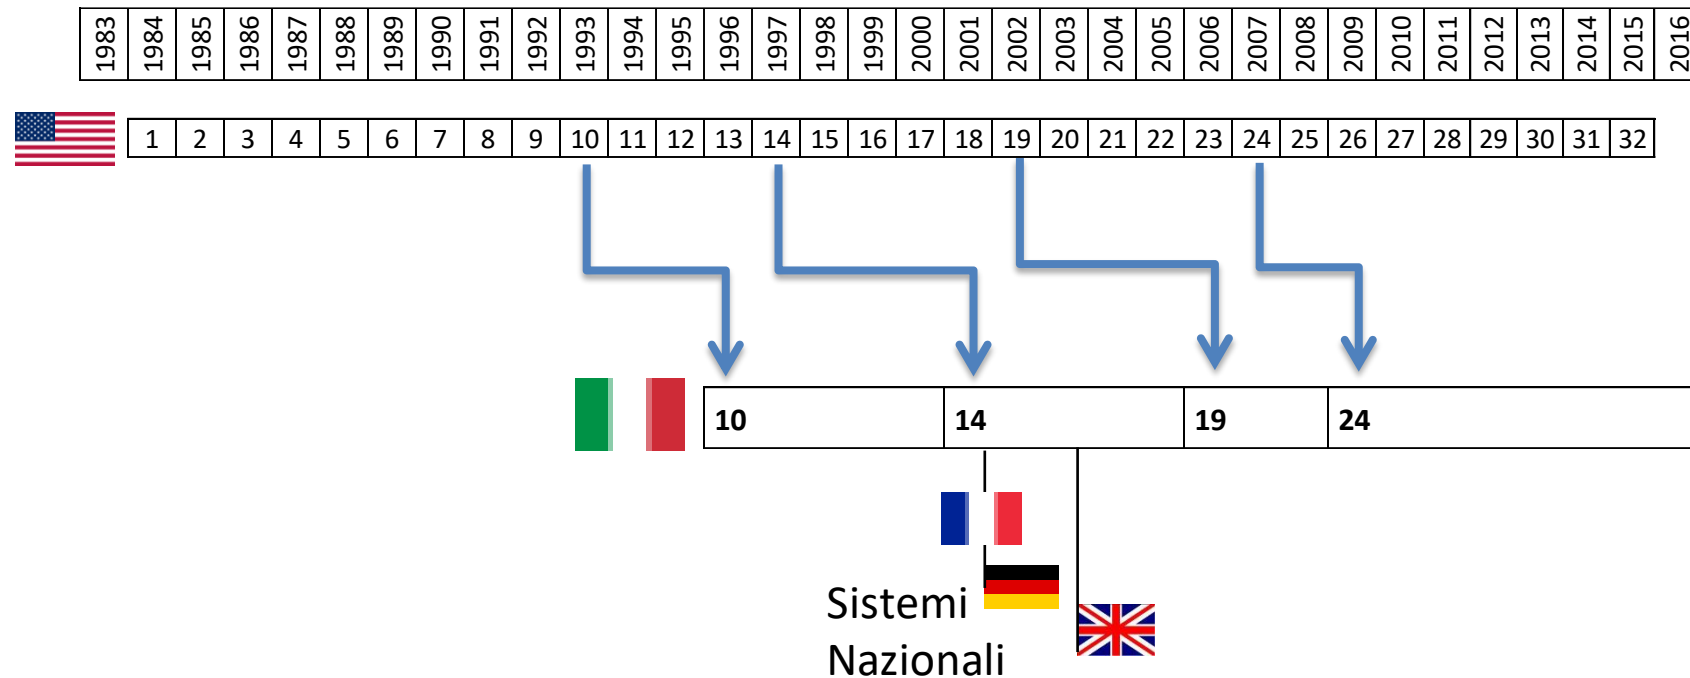 1983 1984 1985 1986 1987 1988 1989 1990 1991 1992 1993 1994 1995 1996 1997 1998 1999 2000 2001 2002 2003 2004 2005 2006 2007 2008 2009 2010 2011 2012 2013 2014 2015 2016
1 2 3 4 5 6 7 8 9 10 11 12 13 14 15 16 17 18 19 20 21 22 23 24 25 26 27 28 29 30 31 32
10 14 19 24
Sistemi
Nazionali